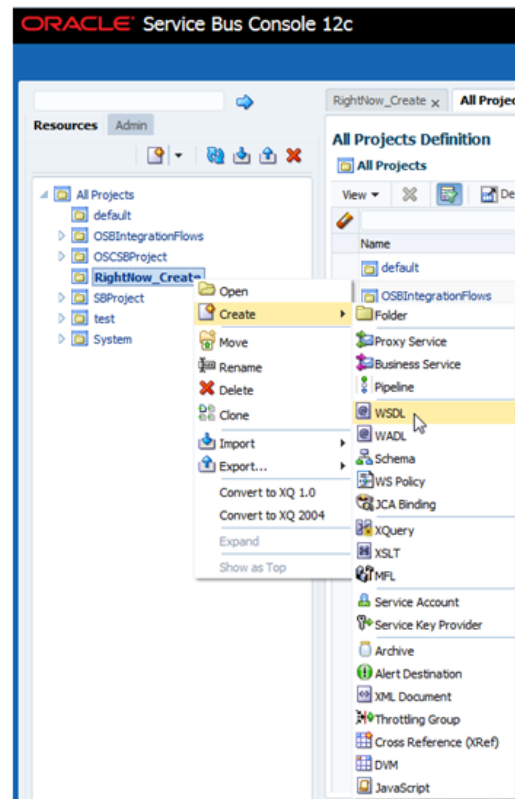 ORACLE Service Bus Console 12c
RightNow_Create x All Projec
Resources Admin
All Projects Definition
All Projects
View De
Name
All Projects
default
OSBIntegrationFlows
OSCSBProject
RightNow_Create
SBProject
test
System
default
OSBIntegrationFlows
Open
Create
Move
Rename
Delete
Clone
Import
Export...
Convert to XQ 1.0
Convert to XQ 2004
Expand
Show as Top
Folder
Proxy Service
Business Service
Pipeline
WSDL
WADL
Schema
WS Policy
JCA Binding
XQuery
XSLT
MFL
Service Account
Service Key Provider
Archive
Alert Destination
XML Document
Throttling Group
Cross Reference (XRef)
DVM
JavaScript